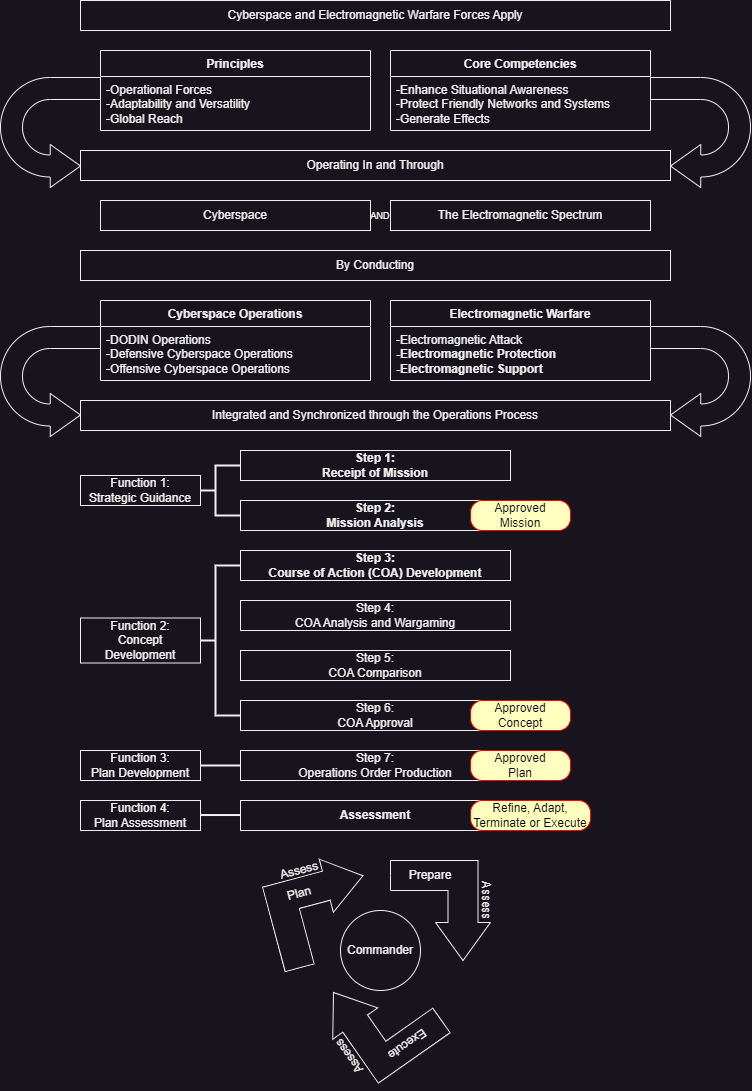 Cyberspace and Electromagnetic Warfare Forces Apply
Principles
-Operational Forces
-Adaptability and Versatility
-Global Reach
Core Competencies
-Enhance Situational Awareness
-Protect Friendly Networks and Systems
-Generate Effects
Operating In and Through
Cyberspace
AND
The Electromagnetic Spectrum
By Conducting
Cyberspace Operations
-DODIN Operations
-Defensive Cyberspace Operations
-Offensive Cyberspace Operations
Electromagnetic Warfare
-Electromagnetic Attack
-Electromagnetic Protection
-Electromagnetic Support
Integrated and Synchronized through the Operations Process
Function 1:
Strategic Guidance
Step 1:
Receipt of Mission
Step 2:
Mission Analysis
Approved
Mission
Function 2:
Concept
Development
Step 3:
Course of Action (COA) Development
Step 4:
COA Analysis and Wargaming
Step 5:
COA Comparison
Step 6:
COA Approval
Approved
Concept
Function 3:
Plan Development
Step 7:
Operations Order Production
Approved
Plan
Function 4:
Plan Assessment
Assessment
Refine, Adapt,
Terminate or Execute
Assess
Plan
Prepare
Assess
Commander
Execute
Assess